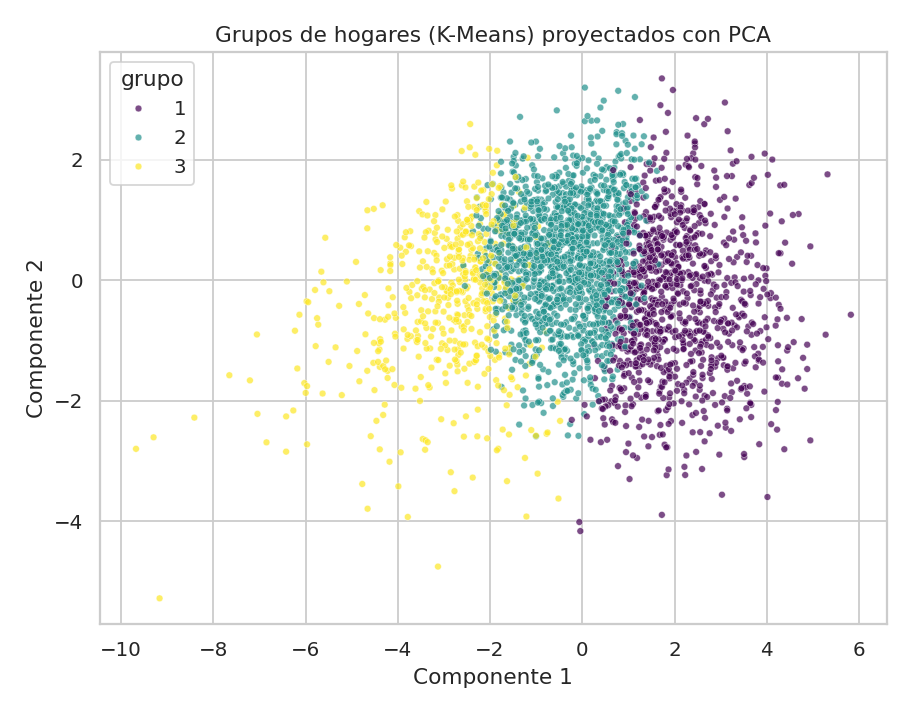 Grupos de hogares (K-Means) proyectados con PCA
grupo
1
2
3
2
0
−2
−4
Componente 2
−10 −8 −6 −4 −2 0 2 4 6
Componente 1